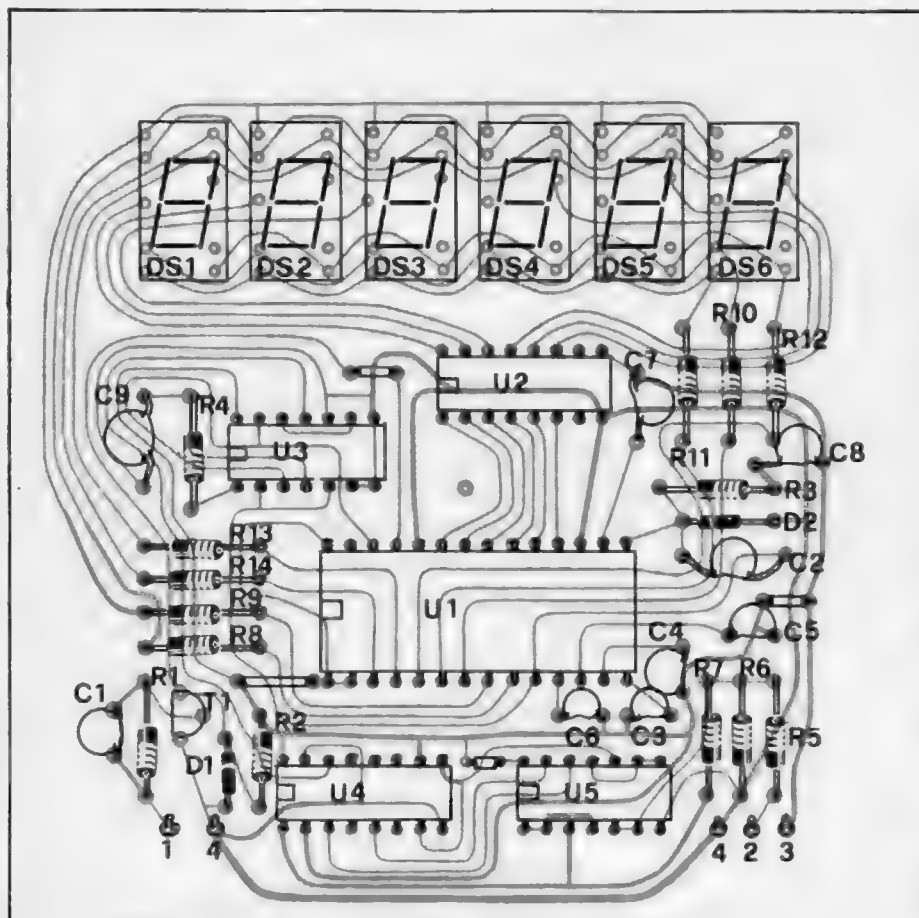 DS1 DS2 DS3 DS4 DS5 DS6
R10
R12
C7
U2
C9
R4
U3
R11
C8
R3
D2
R13
R14
C2
R9
U1
R8
C5
C4
R1
T1
R7 R6
C1
R2
C6 C3
R5
D1
U4
U5
1 4 4 2 3